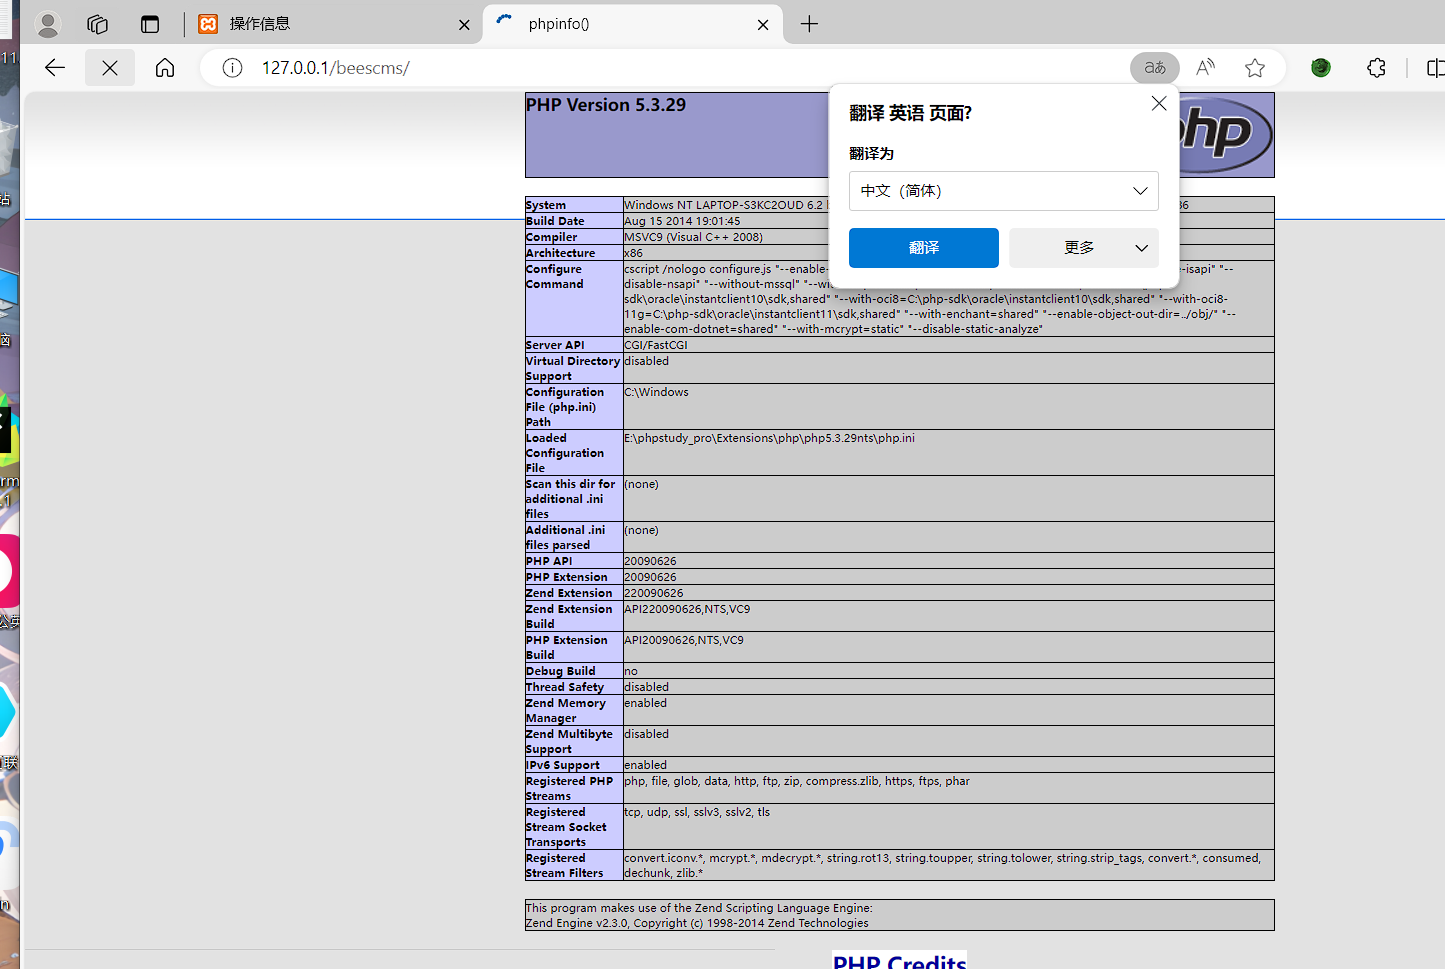 操作信息
phpinfo()
127.0.0.1/beescms/
aあ
翻译 英语 页面?
翻译为
中文（简体）
翻译
更多
PHP Version 5.3.29
php
System
Windows NT LAPTOP-S3KC2OUD 6.2
86
Build Date
Aug 15 2014 19:01:45
Compiler
MSVC9 (Visual C++ 2008)
Architecture
x86
Configure
Command
cscript /nologo configure.js "--enable-
-isapi" "--
disable-nsapi" "--without-mssql"
sdk\oracle\instantclient10\sdk,shared" "--with-oci8=C:\php-sdk\oracle\instantclient10\sdk,shared" "--with-oci8-
11g=C:\php-sdk\oracle\instantclient11\sdk,shared" "--with-enchant=shared" "--enable-object-out-dir=../obj/" "--
enable-com-dotnet=shared" "--with-mcrypt=static" "--disable-static-analyze"
Server API
CGI/FastCGI
Virtual Directory
Support
disabled
Configuration
File (php.ini)
Path
C:\Windows
Loaded
Configuration
File
E:\phpstudy_pro\Extensions\php\php5.3.29nts\php.ini
Scan this dir for
additional .ini
files
(none)
Additional .ini
files parsed
(none)
PHP API
20090626
PHP Extension
20090626
Zend Extension
220090626
Zend Extension
Build
API220090626,NTS,VC9
PHP Extension
Build
API20090626,NTS,VC9
Debug Build
no
Thread Safety
disabled
Zend Memory
Manager
enabled
Zend Multibyte
Support
disabled
IPv6 Support
enabled
Registered PHP
Streams
php, file, glob, data, http, ftp, zip, compress.zlib, https, ftps, phar
Registered
Stream Socket
Transports
tcp, udp, ssl, sslv3, sslv2, tls
Registered
Stream Filters
convert.iconv.*, mcrypt.*, mdecrypt.*, string.rot13, string.toupper, string.tolower, string.strip_tags, convert.*, consumed,
dechunk, zlib.*
This program makes use of the Zend Scripting Language Engine:
Zend Engine v2.3.0, Copyright (c) 1998-2014 Zend Technologies
PHP Credits